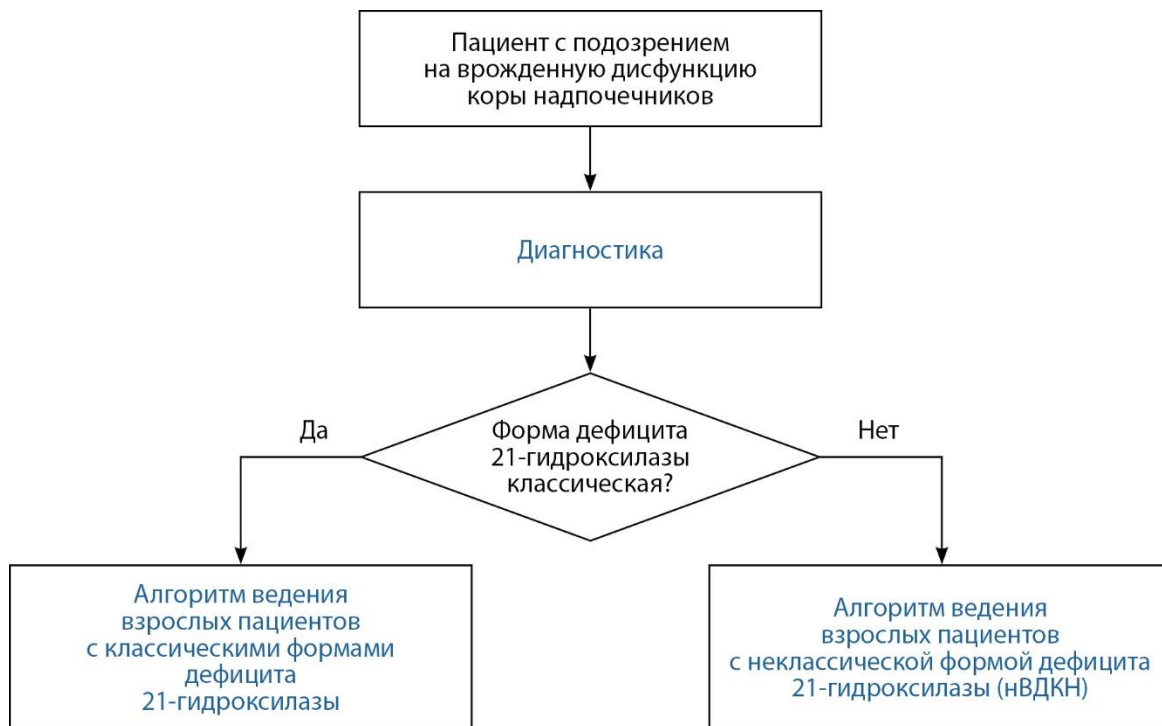 Пациент с подозрением
на врожденную дисфункцию
коры надпочечников
Диагностика
Да
Форма дефицита
21-гидроксилазы
классическая?
Нет
Алгоритм ведения
взрослых пациентов
с классическими формами
дефицита
21-гидроксилазы
Алгоритм ведения
взрослых пациентов
с неклассической формой дефицита
21-гидроксилазы (нВДКН)